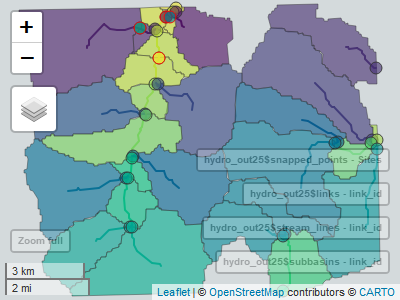 +
−
hydro_out25$snapped_points - Sites
hydro_out25$links - link_id
hydro_out25$stream_lines - link_id
Zoom full
hydro_out25$subbasins - link_id
3 km
2 mi
Leaflet | © OpenStreetMap contributors © CARTO